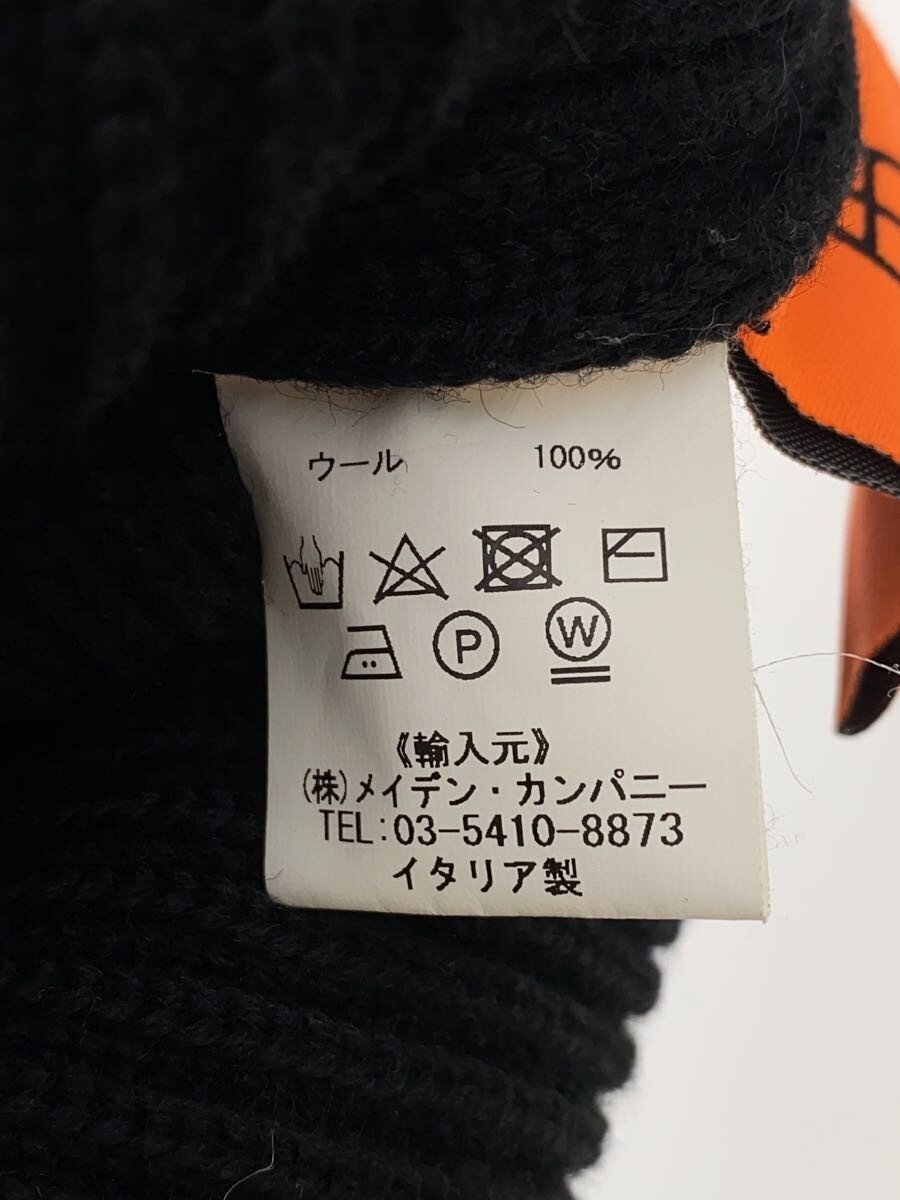 ウール 100%
P W
《輸入元》
(株)メイデン・カンパニー
TEL:03-5410-8873
イタリア製